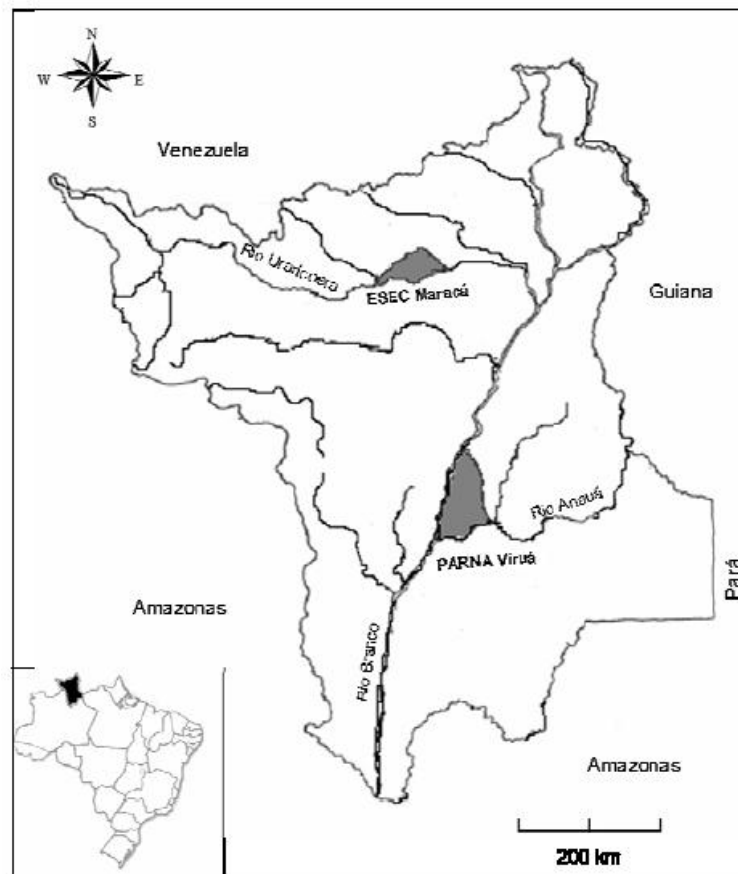 N
W E
S
Venezuela
Rio Uraricoera
ESEC Maracá
Guiana
Rio Anauá
PARNA Viruá
Pará
Amazonas
Rio Branco
Amazonas
200 km